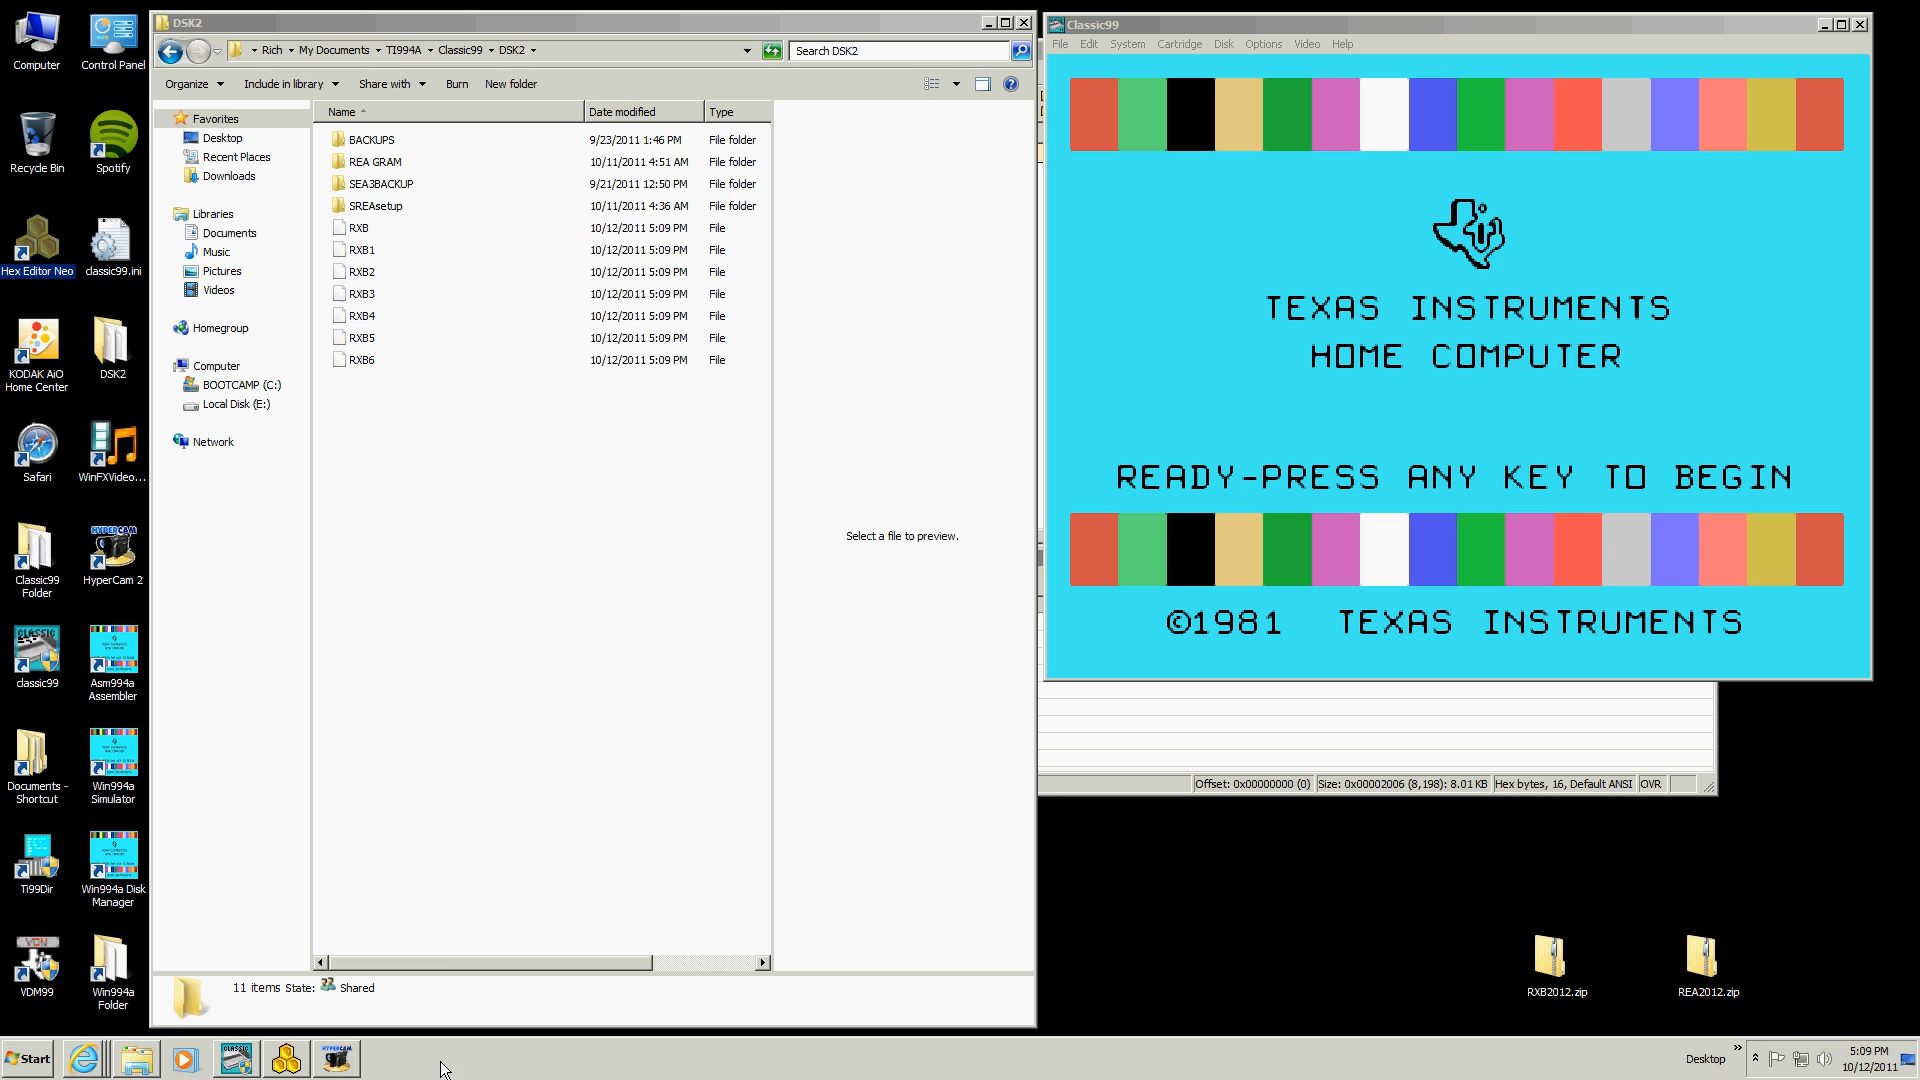 Computer
Control Panel
Recycle Bin
Spotify
Hex Editor Neo
classic99.ini
KODAK AiO
Home Center
DSK2
Safari
WinFXVideo...
Classic99
Folder
HYPERCAM
HyperCam 2
CLASSIC
classic99
Asm994a
Assembler
Documents -
Shortcut
Win994a
Simulator
Ti99Dir
Win994a Disk
Manager
VDM99
Win994a
Folder
DSK2
Rich
My Documents
TI994A
Classic99
DSK2
Search DSK2
Organize
Include in library
Share with
Burn
New folder
Favorites
Desktop
Recent Places
Downloads
Libraries
Documents
Music
Pictures
Videos
Homegroup
Computer
BOOTCAMP (C:)
Local Disk (E:)
Network
Name Date modified Type
BACKUPS 9/23/2011 1:46 PM File folder
REA GRAM 10/11/2011 4:51 AM File folder
SEA3BACKUP 9/21/2011 12:50 PM File folder
SREAsetup 10/11/2011 4:36 AM File folder
RXB 10/12/2011 5:09 PM File
RXB1 10/12/2011 5:09 PM File
RXB2 10/12/2011 5:09 PM File
RXB3 10/12/2011 5:09 PM File
RXB4 10/12/2011 5:09 PM File
RXB5 10/12/2011 5:09 PM File
RXB6 10/12/2011 5:09 PM File
Select a file to preview.
11 items State: Shared
Classic99
File Edit System Cartridge Disk Options Video Help
TEXAS INSTRUMENTS
HOME COMPUTER
READY-PRESS ANY KEY TO BEGIN
©1981 TEXAS INSTRUMENTS
Offset: 0x00000000 (0) Size: 0x00002006 (8,198): 8.01 KB Hex bytes, 16, Default ANSI OVR
RXB2012.zip
REA2012.zip
Start
CLASSIC
HYPERCAM
Desktop
»
5:09 PM
10/12/2011